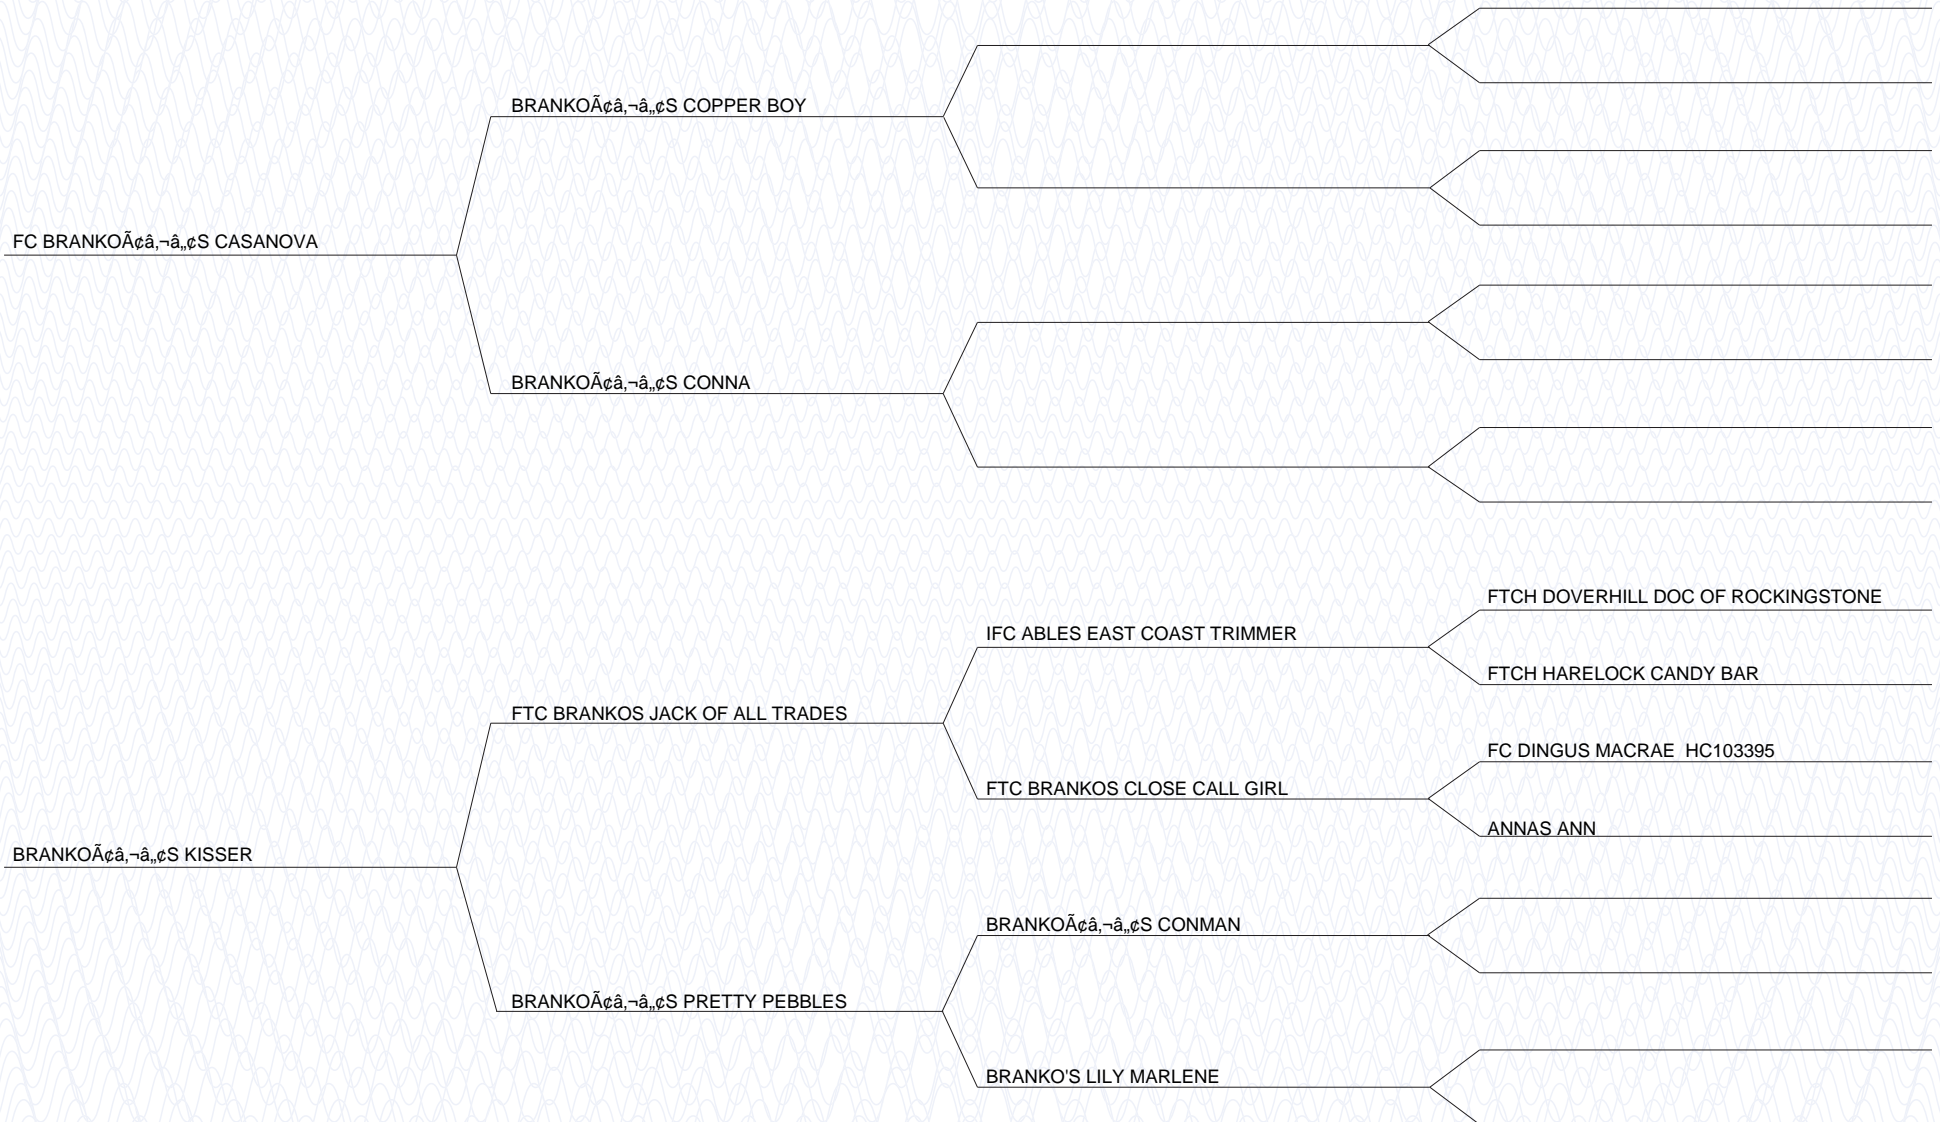 BRANKOÃ¢â‚¬â„¢S COPPER BOY
FC BRANKOÃ¢â‚¬â„¢S CASANOVA
BRANKOÃ¢â‚¬â„¢S CONNA
FTCH DOVERHILL DOC OF ROCKINGSTONE
IFC ABLES EAST COAST TRIMMER
FTCH HARELOCK CANDY BAR
FTC BRANKOS JACK OF ALL TRADES
FC DINGUS MACRAE  HC103395
FTC BRANKOS CLOSE CALL GIRL
ANNAS ANN
BRANKOÃ¢â‚¬â„¢S KISSER
BRANKOÃ¢â‚¬â„¢S CONMAN
BRANKOÃ¢â‚¬â„¢S PRETTY PEBBLES
BRANKO'S LILY MARLENE